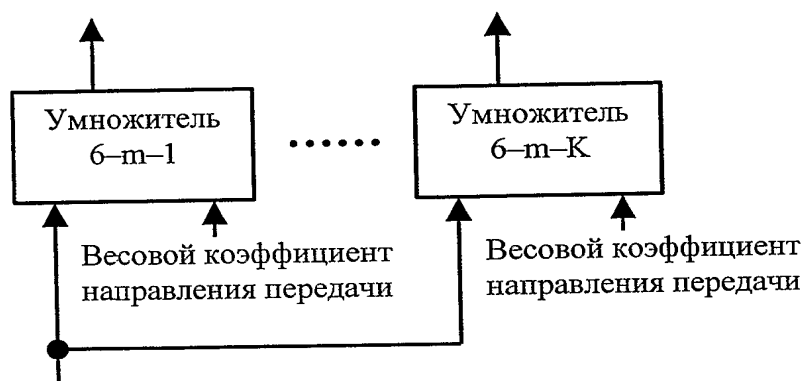 Умножитель
6–m–1
......
Умножитель
6–m–K
Весовой коэффициент
направления передачи
Весовой коэффициент
направления передачи